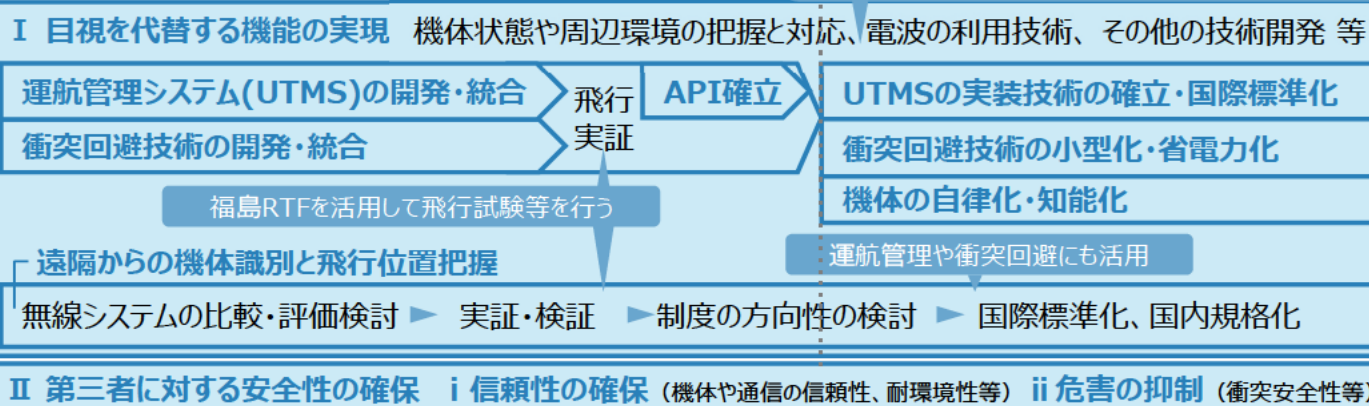 Ⅰ 目視を代替する機能の実現 機体状態や周辺環境の把握と対応、電波の利用技術、その他の技術開発 等
運航管理システム(UTMS)の開発・統合
衝突回避技術の開発・統合
飛行
実証
API確立
UTMSの実装技術の確立・国際標準化
衝突回避技術の小型化・省電力化
機体の自律化・知能化
福島RTFを活用して飛行試験等を行う
遠隔からの機体識別と飛行位置把握
運航管理や衝突回避にも活用
無線システムの比較・評価検討 ► 実証・検証 ► 制度の方向性の検討 ► 国際標準化、国内規格化
Ⅱ 第三者に対する安全性の確保 ⅰ 信頼性の確保 (機体や通信の信頼性、耐環境性等) ⅱ 危害の抑制 (衝突安全性等)